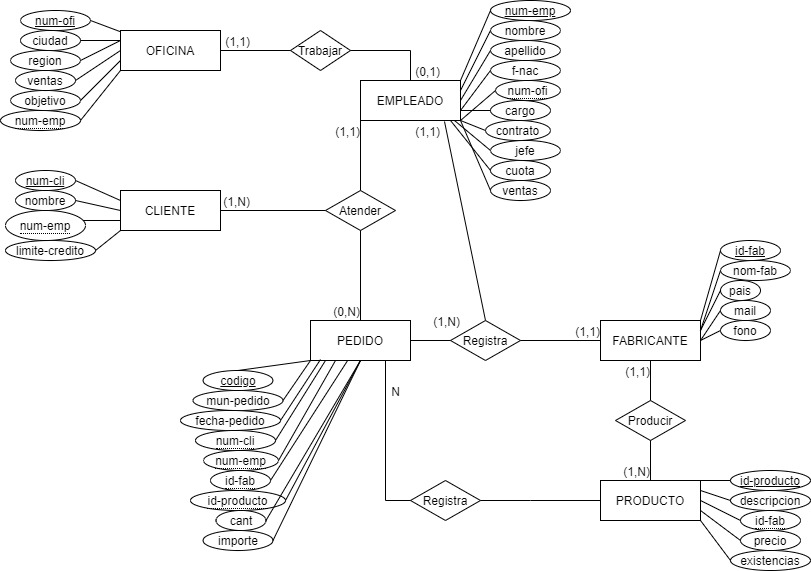 OFICINA
num-ofi
ciudad
region
ventas
objetivo
num-emp
(1,1)
Trabajar
(0,1)
EMPLEADO
num-emp
nombre
apellido
f-nac
num-ofi
cargo
contrato
jefe
cuota
ventas
(1,1)
(1,1)
CLIENTE
num-cli
nombre
num-emp
limite-credito
(1,N)
Atender
(0,N)
PEDIDO
(1,N)
Registra
(1,1)
FABRICANTE
id-fab
nom-fab
pais
mail
fono
codigo
mun-pedido
fecha-pedido
num-cli
num-emp
id-fab
id-producto
cant
importe
N
(1,1)
Producir
(1,N)
Registra
PRODUCTO
id-producto
descripcion
id-fab
precio
existencias